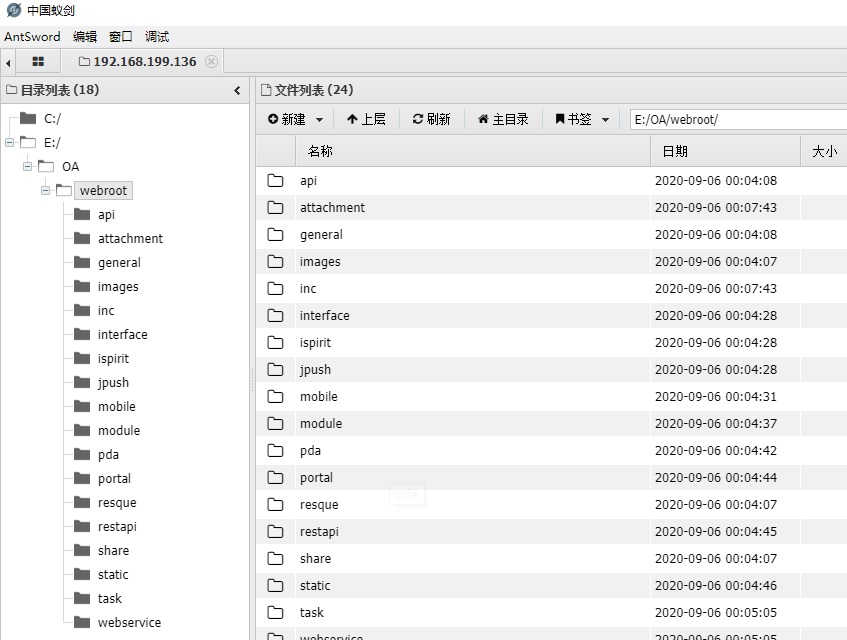 中国蚁剑
AntSword 编辑 窗口 调试
192.168.199.136
目录列表 (18)
C:/
E:/
OA
webroot
api
attachment
general
images
inc
interface
ispirit
jpush
mobile
module
pda
portal
resque
restapi
share
static
task
webservice
文件列表 (24)
新建 上层 刷新 主目录 书签 E:/OA/webroot/
名称 日期 大小
api 2020-09-06 00:04:08
attachment 2020-09-06 00:07:43
general 2020-09-06 00:04:08
images 2020-09-06 00:04:07
inc 2020-09-06 00:07:43
interface 2020-09-06 00:04:28
ispirit 2020-09-06 00:04:28
jpush 2020-09-06 00:04:28
mobile 2020-09-06 00:04:31
module 2020-09-06 00:04:37
pda 2020-09-06 00:04:42
portal 2020-09-06 00:04:44
pda
resque 2020-09-06 00:04:07
restapi 2020-09-06 00:04:45
share 2020-09-06 00:04:07
static 2020-09-06 00:04:46
task 2020-09-06 00:05:05
webservice